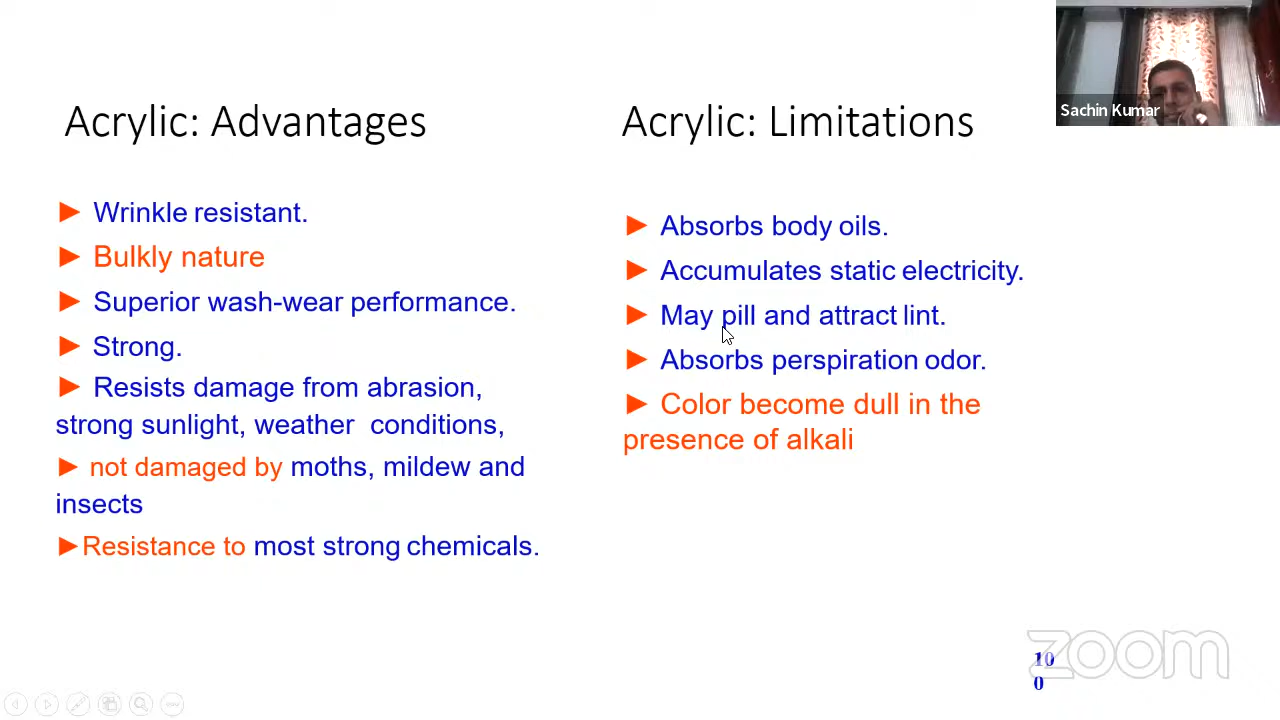 Sachin Kumar
Acrylic: Advantages
► Wrinkle resistant.
► Bulkly nature
► Superior wash-wear performance.
► Strong.
► Resists damage from abrasion,
strong sunlight, weather conditions,
► not damaged by moths, mildew and
insects
►Resistance to most strong chemicals.
Acrylic: Limitations
► Absorbs body oils.
► Accumulates static electricity.
► May pill and attract lint.
► Absorbs perspiration odor.
► Color become dull in the
presence of alkali
zoom
10
0